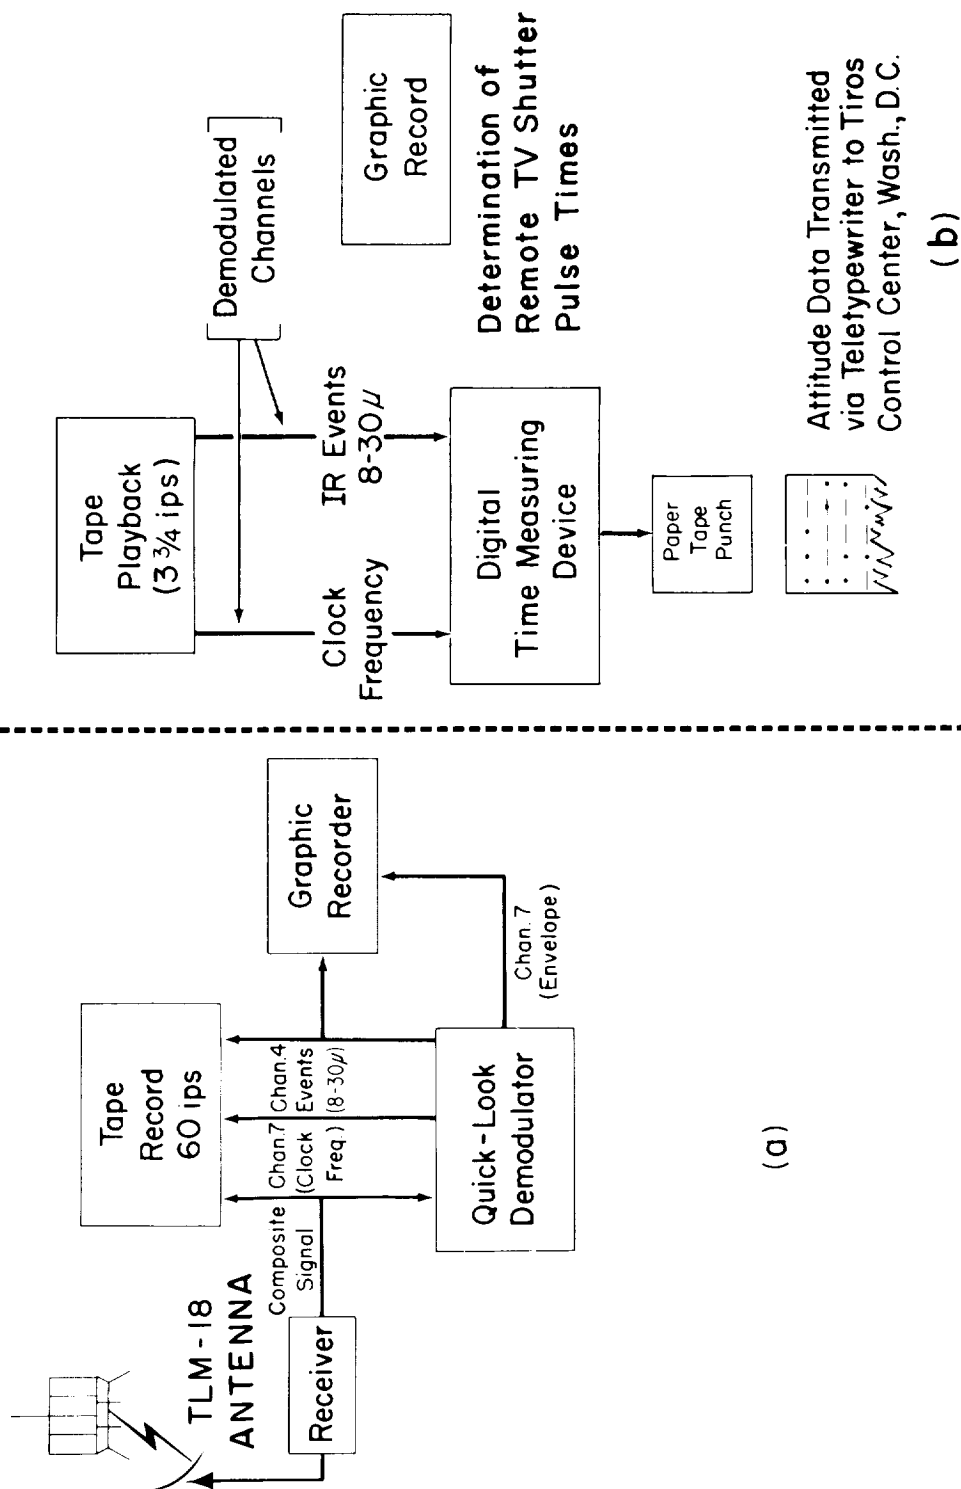 TLM-18
ANTENNA
Receiver
Composite
Signal
Tape
Record
60 ips
Chan.7
(Clock
Freq.)
Chan.4
Events
(8-30μ)
Quick-Look
Demodulator
Graphic
Recorder
Chan. 7
(Envelope)
(a)
Tape
Playback
(3 3/4 ips)
Demodulated
Channels
Clock
Frequency
IR Events
8-30μ
Digital
Time Measuring
Device
Paper
Tape
Punch
Graphic
Record
Determination of
Remote TV Shutter
Pulse Times
Attitude Data Transmitted
via Teletypewriter to Tiros
Control Center, Wash., D.C.
(b)